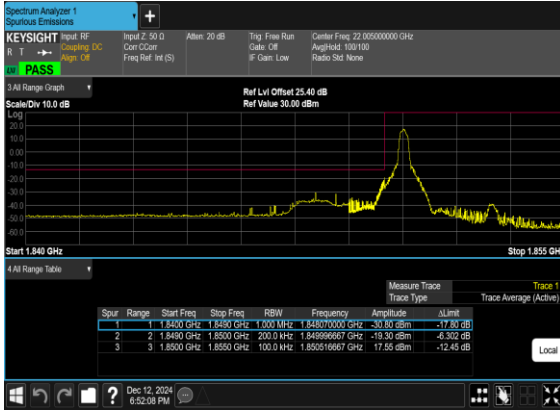 Spectrum Analyzer 1
Spurious Emissions
+
KEYSIGHT Input: RF Input Z: 50 Ω Atten: 20 dB Trig: Free Run Center Freq: 22.005000000 GHz
R T Coupling: DC Corr CCorr Gate: Off Avg|Hold: 100/100
Align: Off Freq Ref: Int (S) IF Gain: Low Radio Std: None
PASS
3 All Range Graph
Ref Lvl Offset 25.40 dB
Scale/Div 10.0 dB Ref Value 30.00 dBm
Log
20.0
10.0
0.00
-10.0
-20.0
-30.0
-40.0
-50.0
-60.0
Start 1.840 GHz Stop 1.855 GH
4 All Range Table
Measure Trace Trace 1
Trace Type Trace Average (Active)
Spur Range Start Freq Stop Freq RBW Frequency Amplitude ΔLimit
1 1 1.8400 GHz 1.8490 GHz 1.000 MHz 1.848070000 GHz -30.80 dBm -17.80 dB
2 2 1.8490 GHz 1.8500 GHz 200.0 kHz 1.849996667 GHz -19.30 dBm -6.302 dB
3 3 1.8500 GHz 1.8550 GHz 100.0 kHz 1.850516667 GHz 17.55 dBm -12.45 dB
Local
?
Dec 12, 2024
6:52:08 PM